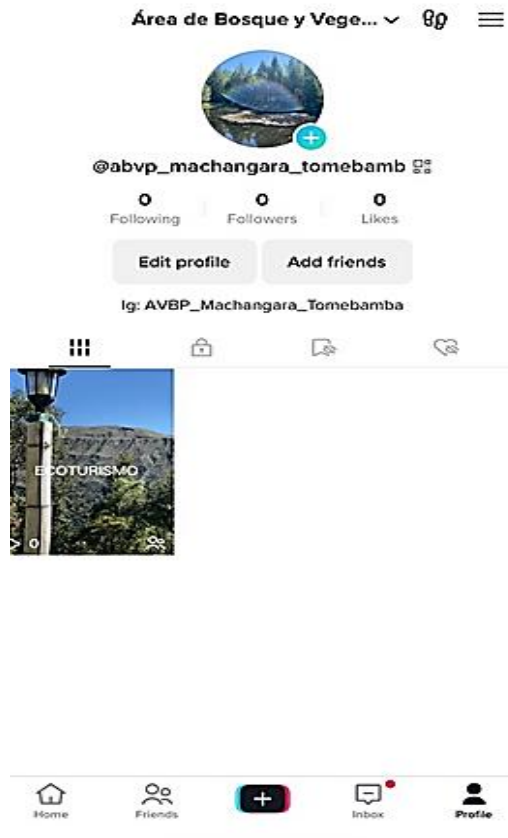 Área de Bosque y Vege...
@abvp_machangara_tomebamb
0 0 0
Following Followers Likes
Edit profile Add friends
Ig: AVBP_Machangara_Tomebamba
ECOTURISMO
0
Home Friends Inbox Profile